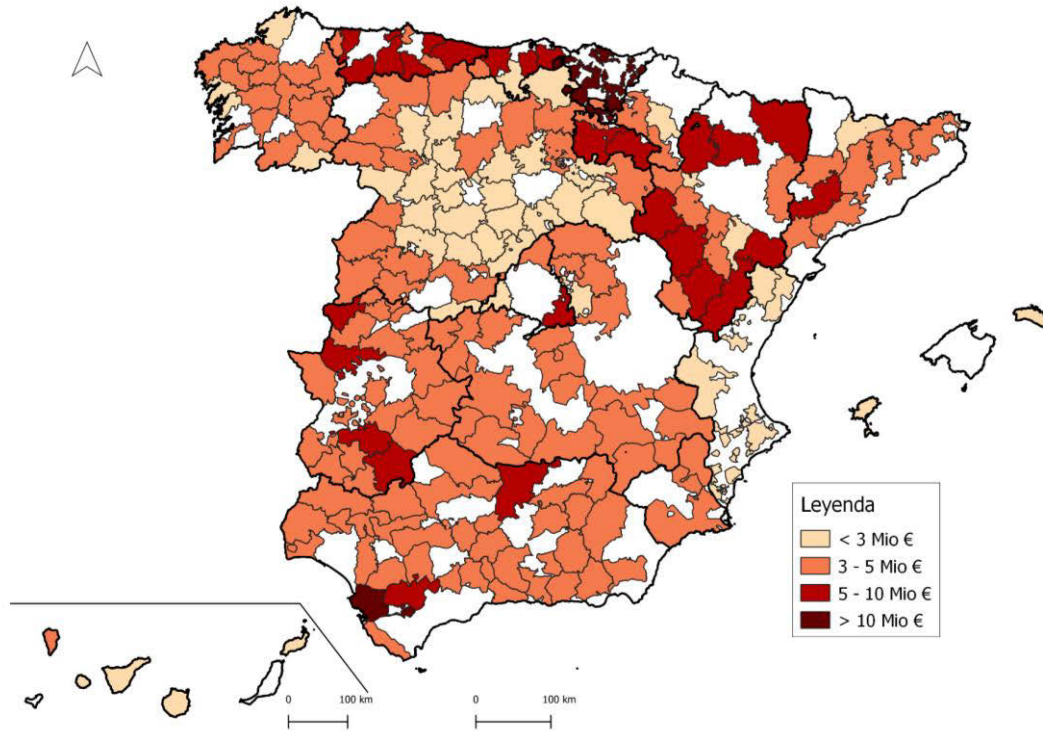 Leyenda
< 3 Mio €
3 - 5 Mio €
5 - 10 Mio €
> 10 Mio €
0 100 km
0 100 km